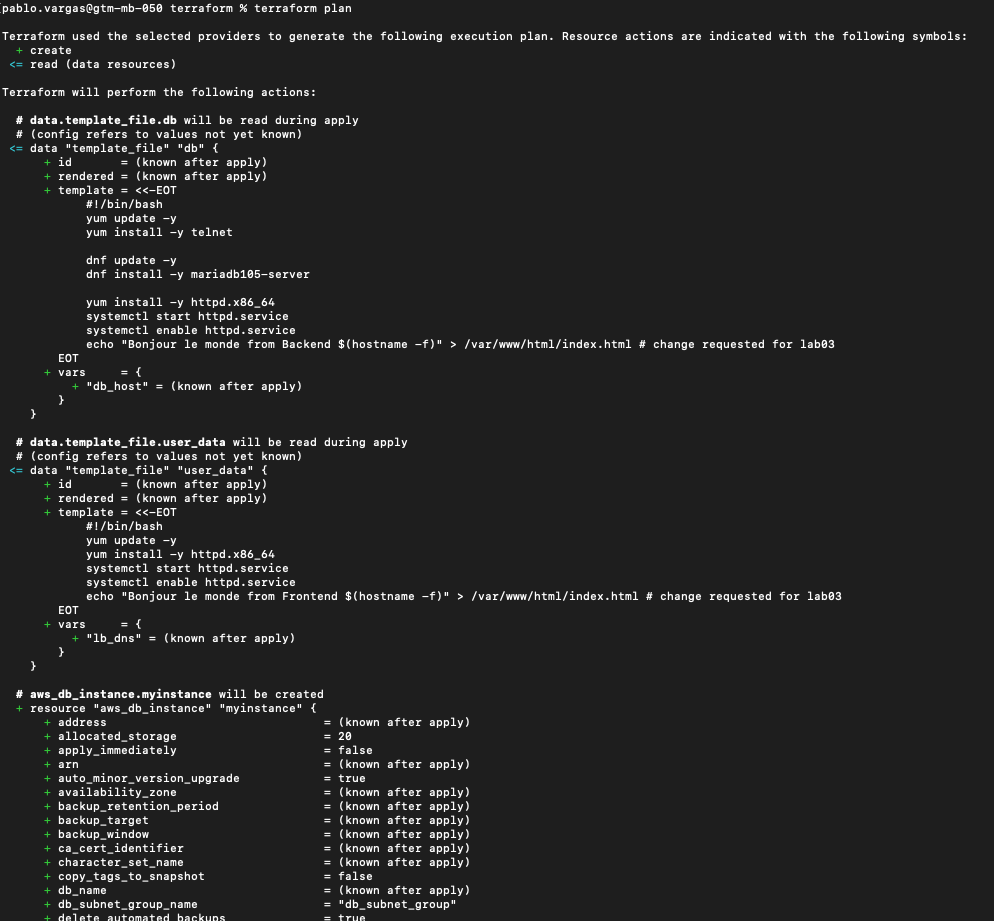 pablo.vargas@gtm-mb-050 terraform % terraform plan
Terraform used the selected providers to generate the following execution plan. Resource actions are indicated with the following symbols:
+ create
<= read (data resources)
Terraform will perform the following actions:
# data.template_file.db will be read during apply
# (config refers to values not yet known)
<= data "template_file" "db" {
+ id       = (known after apply)
+ rendered = (known after apply)
+ template = <<-EOT
#!/bin/bash
yum update -y
yum install -y telnet
dnf update -y
dnf install -y mariadb105-server
yum install -y httpd.x86_64
systemctl start httpd.service
systemctl enable httpd.service
echo "Bonjour le monde from Backend $(hostname -f)" > /var/www/html/index.html # change requested for lab03
EOT
+ vars     = {
+ "db_host" = (known after apply)
}
}
# data.template_file.user_data will be read during apply
# (config refers to values not yet known)
<= data "template_file" "user_data" {
+ id       = (known after apply)
+ rendered = (known after apply)
+ template = <<-EOT
#!/bin/bash
yum update -y
yum install -y httpd.x86_64
systemctl start httpd.service
systemctl enable httpd.service
echo "Bonjour le monde from Frontend $(hostname -f)" > /var/www/html/index.html # change requested for lab03
EOT
+ vars     = {
+ "lb_dns" = (known after apply)
}
}
# aws_db_instance.myinstance will be created
+ resource "aws_db_instance" "myinstance" {
+ address                               = (known after apply)
+ allocated_storage                     = 20
+ apply_immediately                     = false
+ arn                                   = (known after apply)
+ auto_minor_version_upgrade            = true
+ availability_zone                     = (known after apply)
+ backup_retention_period               = (known after apply)
+ backup_target                         = (known after apply)
+ backup_window                         = (known after apply)
+ ca_cert_identifier                    = (known after apply)
+ character_set_name                    = (known after apply)
+ copy_tags_to_snapshot                 = false
+ db_name                               = (known after apply)
+ db_subnet_group_name                  = "db_subnet_group"
+ delete_automated_backups              = true